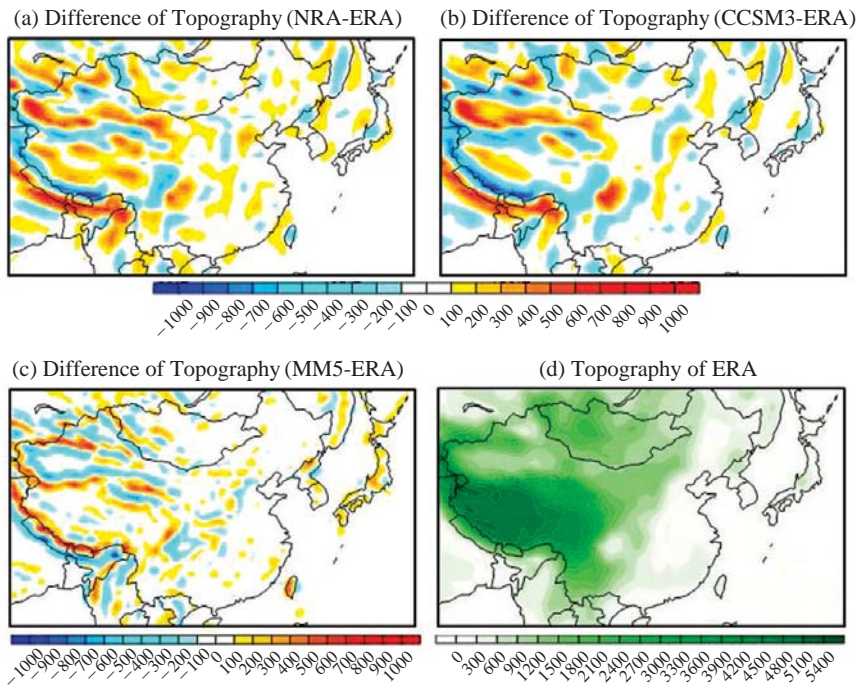 (a) Difference of Topography (NRA-ERA)
(b) Difference of Topography (CCSM3-ERA)
−1000 −900 −800 −700 −600 −500 −400 −300 −200 −100 0 100 200 300 400 500 600 700 800 900 1000
(c) Difference of Topography (MM5-ERA)
(d) Topography of ERA
−1000 −900 −800 −700 −600 −500 −400 −300 −200 −100 0 100 200 300 400 500 600 700 800 900 1000
0 300 600 900 1200 1500 1800 2100 2400 2700 3000 3300 3600 3900 4200 4500 4800 5100 5400